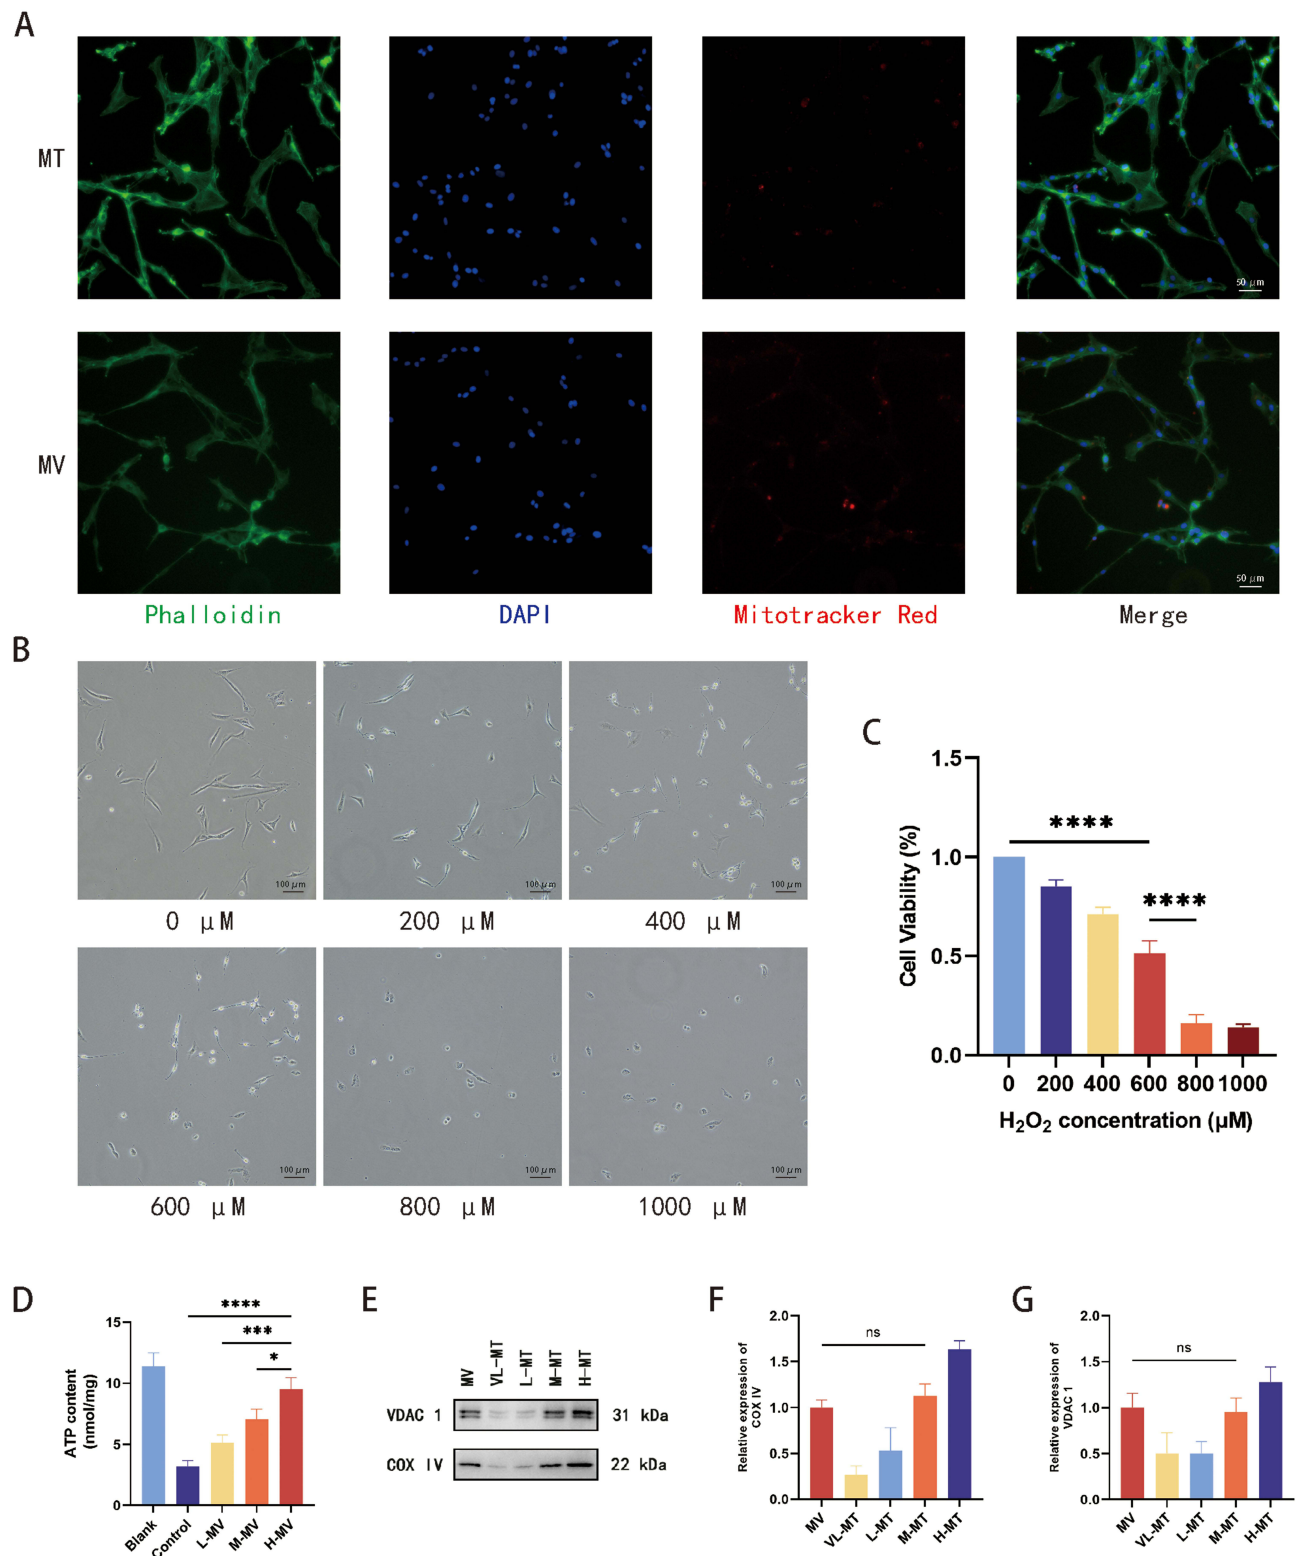 A
MT
50 μm
MV
50 μm
Phalloidin DAPI Mitotracker Red Merge
B
100 μm 100 μm 100 μm
0 μM 200 μM 400 μM
100 μm 100 μm 100 μm
600 μM 800 μM 1000 μM
C
Cell Viability (%)
1.5
1.0
0.5
0.0
****
****
0 200 400 600 800 1000
H₂O₂ concentration (μM)
D
ATP content
(nmol/mg)
15
10
5
0
****
***
*
Blank Control L-MV M-MV H-MV
E
MV VL-MT L-MT M-MT H-MT
VDAC 1 31 kDa
COX IV 22 kDa
F
Relative expression of
COX IV
2.0
1.5
1.0
0.5
0.0
ns
MV VL-MT L-MT M-MT H-MT
G
Relative expression of
VDAC 1
2.0
1.5
1.0
0.5
0.0
ns
MV VL-MT L-MT M-MT H-MT